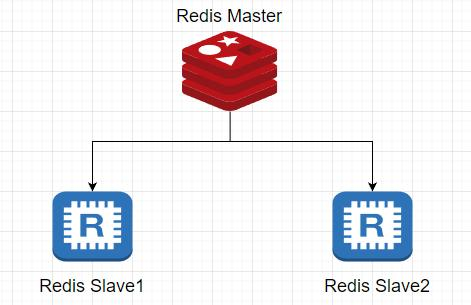 Redis Master
R
R
Redis Slave1
Redis Slave2